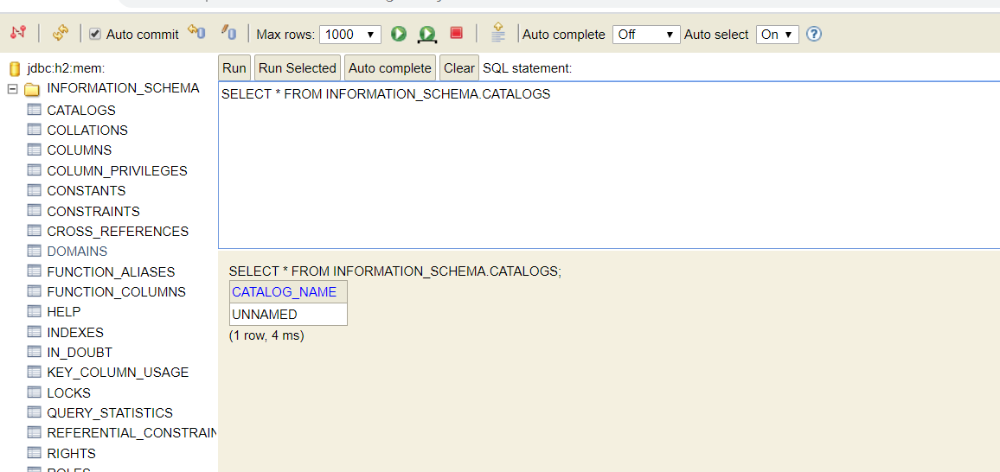 Auto commit Max rows: 1000 Auto complete Off Auto select On ?
jdbc:h2:mem:
INFORMATION_SCHEMA
CATALOGS
COLLATIONS
COLUMNS
COLUMN_PRIVILEGES
CONSTANTS
CONSTRAINTS
CROSS_REFERENCES
DOMAINS
FUNCTION_ALIASES
FUNCTION_COLUMNS
HELP
INDEXES
IN_DOUBT
KEY_COLUMN_USAGE
LOCKS
QUERY_STATISTICS
REFERENTIAL_CONSTRAIN
RIGHTS
ROLES
Run Run Selected Auto complete Clear SQL statement:
SELECT * FROM INFORMATION_SCHEMA.CATALOGS
SELECT * FROM INFORMATION_SCHEMA.CATALOGS;
CATALOG_NAME
UNNAMED
(1 row, 4 ms)